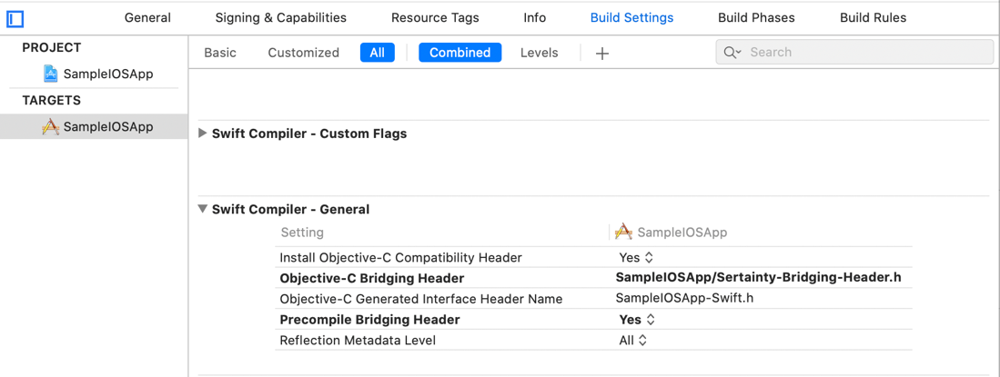 General Signing & Capabilities Resource Tags Info Build Settings Build Phases Build Rules
PROJECT
SampleIOSApp
TARGETS
SampleIOSApp
Basic Customized All Combined Levels + Search
Swift Compiler - Custom Flags
Swift Compiler - General
Setting SampleIOSApp
Install Objective-C Compatibility Header Yes
Objective-C Bridging Header SampleIOSApp/Sertainty-Bridging-Header.h
Objective-C Generated Interface Header Name SampleIOSApp-Swift.h
Precompile Bridging Header Yes
Reflection Metadata Level All